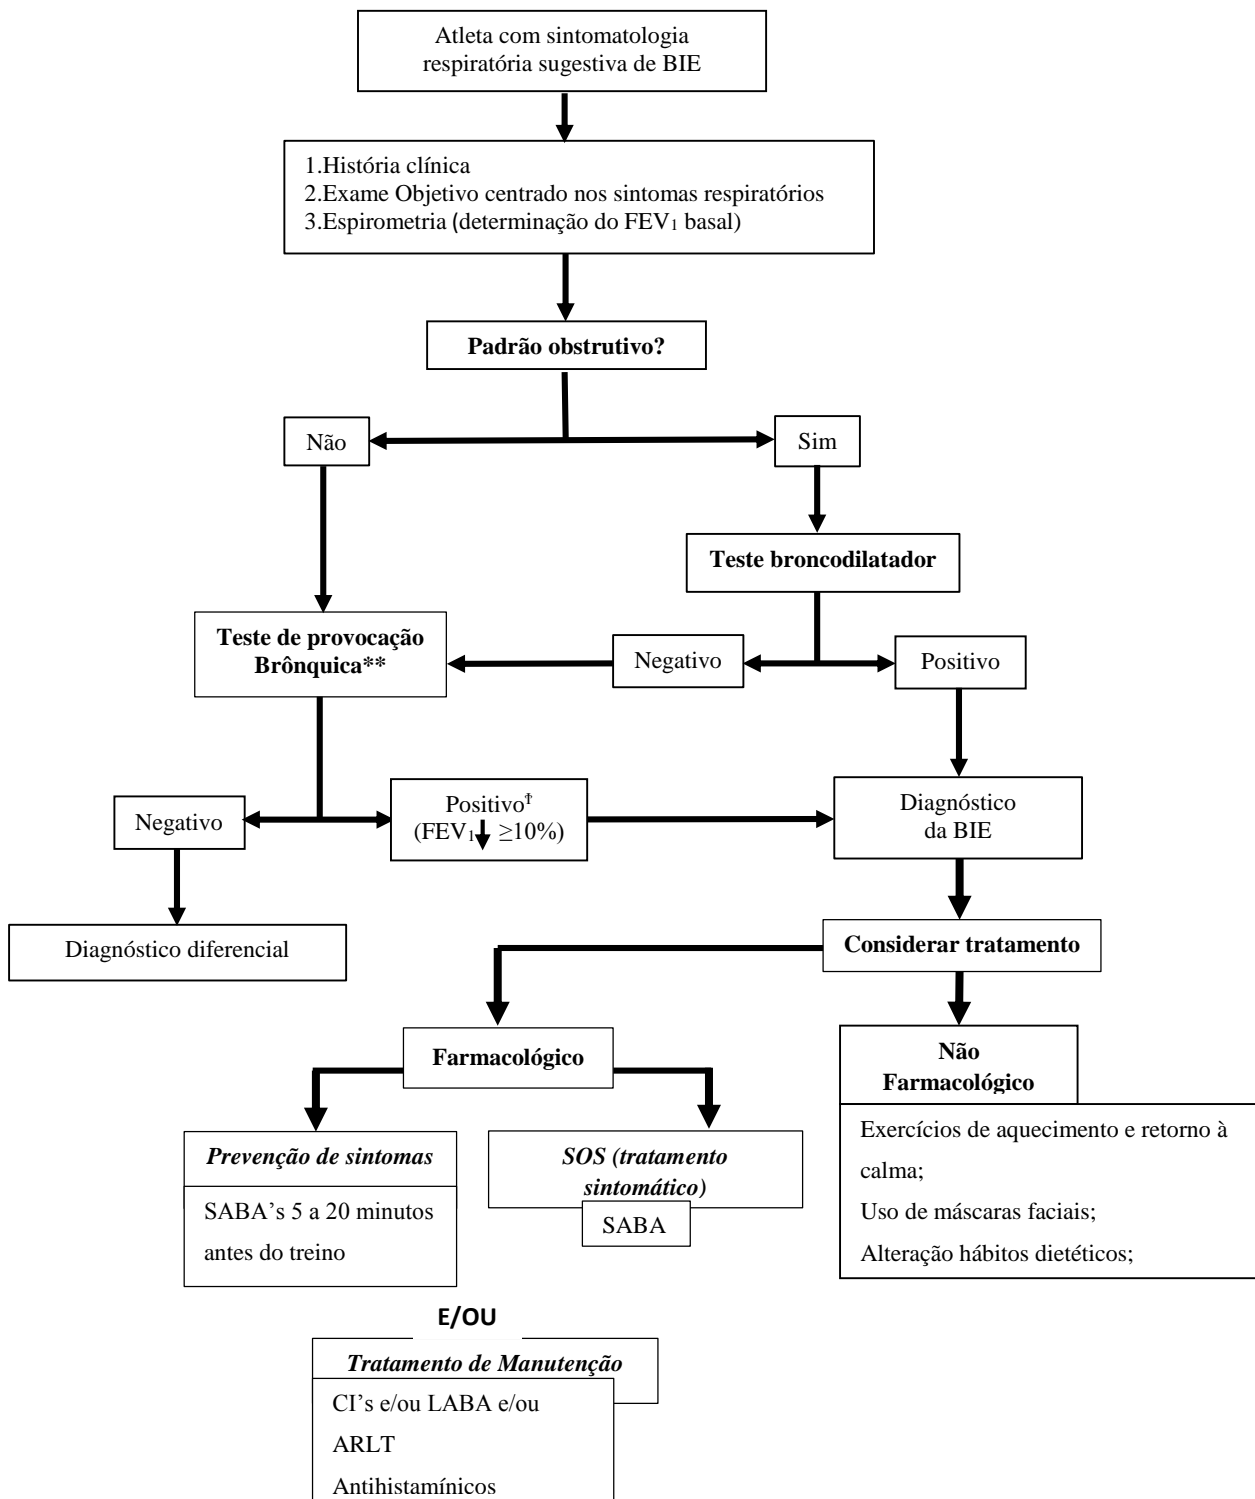 Atleta com sintomatologia
respiratória sugestiva de BIE
1.História clínica
2.Exame Objetivo centrado nos sintomas respiratórios
3.Espirometria (determinação do FEV₁ basal)
Padrão obstrutivo?
Não
Sim
Teste broncodilatador
Teste de provocação
Brônquica**
Negativo
Positivo
Negativo
Positivo†
(FEV₁ ≥10%)
Diagnóstico
da BIE
Diagnóstico diferencial
Considerar tratamento
Farmacológico
Não
Farmacológico
Exercícios de aquecimento e retorno à
calma;
Uso de máscaras faciais;
Alteração hábitos dietéticos;
Prevenção de sintomas
SABA’s 5 a 20 minutos
antes do treino
SOS (tratamento
sintomático)
SABA
E/OU
Tratamento de Manutenção
CI’s e/ou LABA e/ou
ARLT
Antihistamínicos